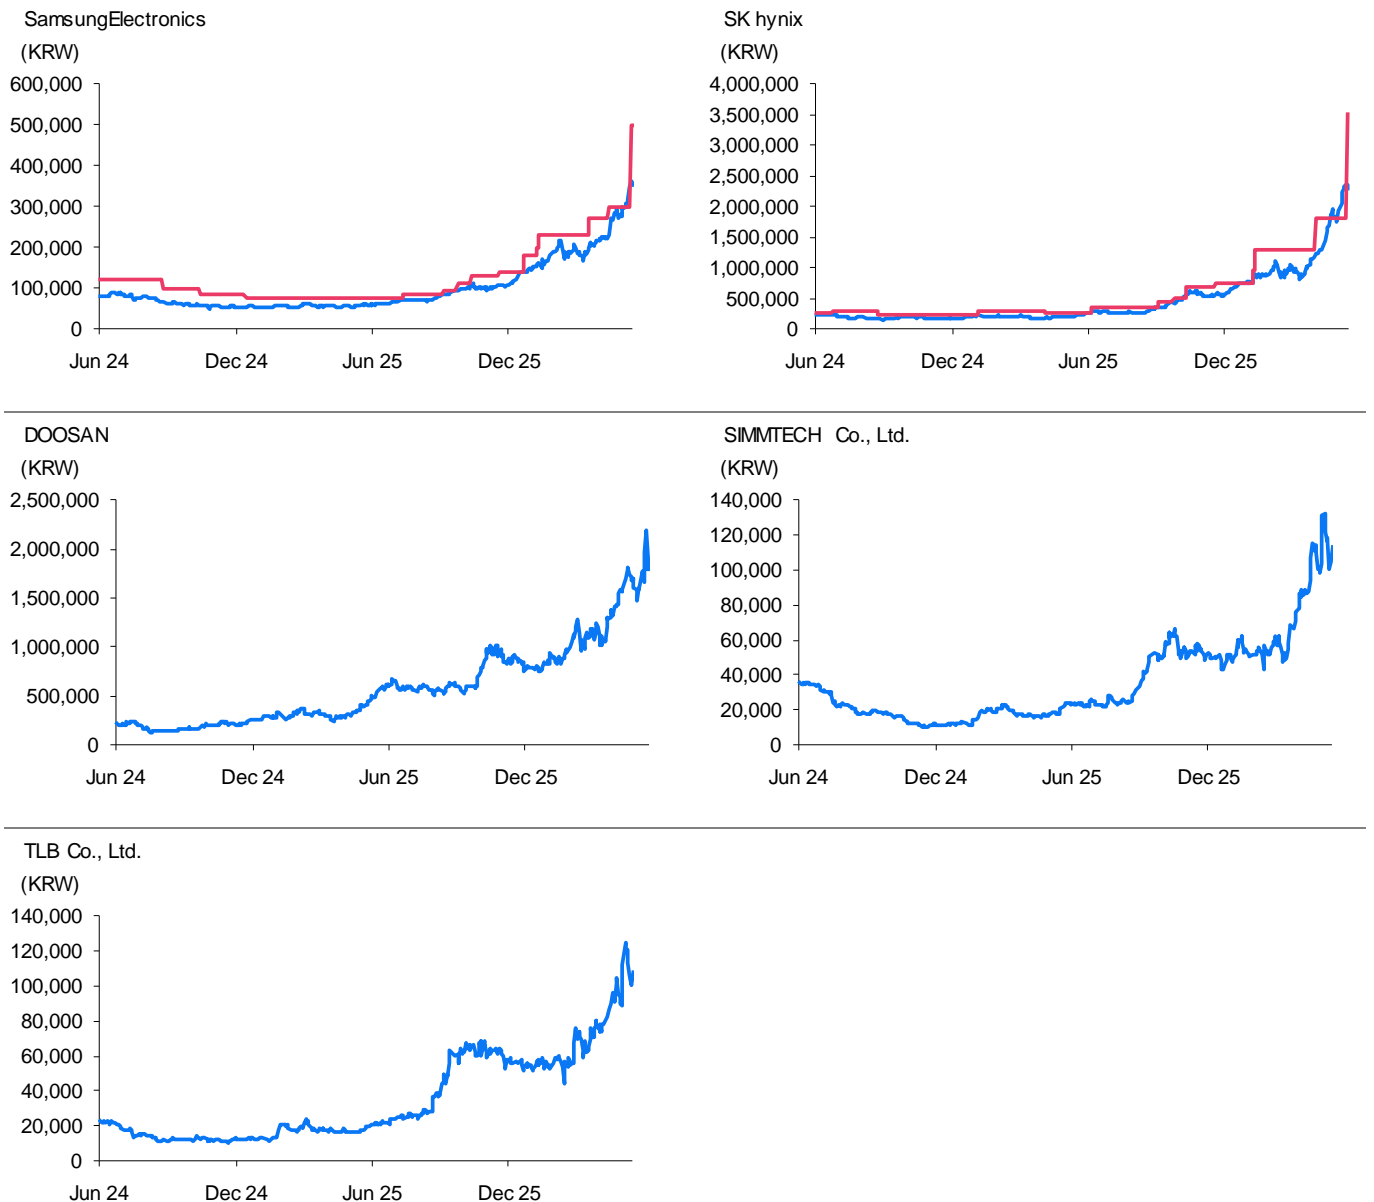 SamsungElectronics
(KRW)
600,000
500,000
400,000
300,000
200,000
100,000
0
Jun 24 Dec 24 Jun 25 Dec 25
SK hynix
(KRW)
4,000,000
3,500,000
3,000,000
2,500,000
2,000,000
1,500,000
1,000,000
500,000
0
Jun 24 Dec 24 Jun 25 Dec 25
DOOSAN
(KRW)
2,500,000
2,000,000
1,500,000
1,000,000
500,000
0
Jun 24 Dec 24 Jun 25 Dec 25
SIMMTECH Co., Ltd.
(KRW)
140,000
120,000
100,000
80,000
60,000
40,000
20,000
0
Jun 24 Dec 24 Jun 25 Dec 25
TLB Co., Ltd.
(KRW)
140,000
120,000
100,000
80,000
60,000
40,000
20,000
0
Jun 24 Dec 24 Jun 25 Dec 25